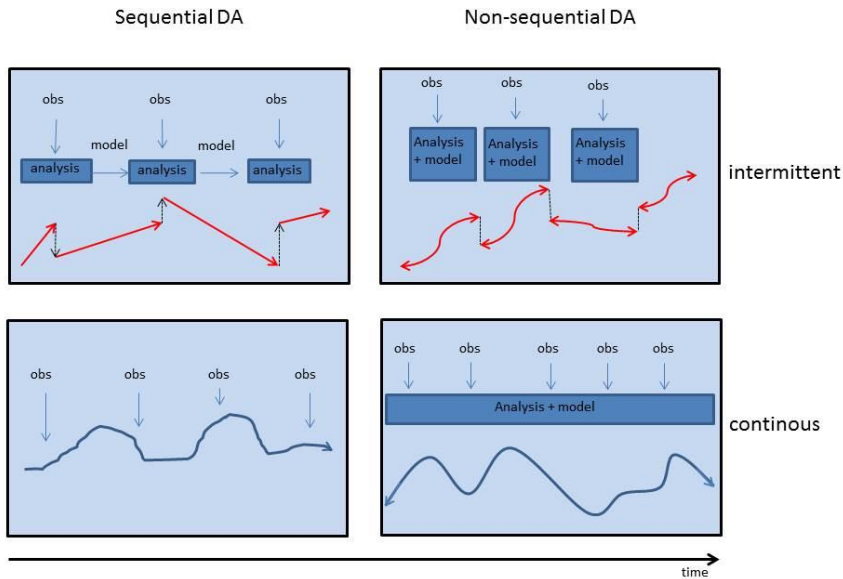 Sequential DA
Non-sequential DA
obs
obs
obs
model
model
analysis
analysis
analysis
obs
obs
obs
Analysis
+ model
Analysis
+ model
Analysis
+ model
intermittent
obs
obs
obs
obs
obs
obs
obs
obs
obs
Analysis + model
continous
time